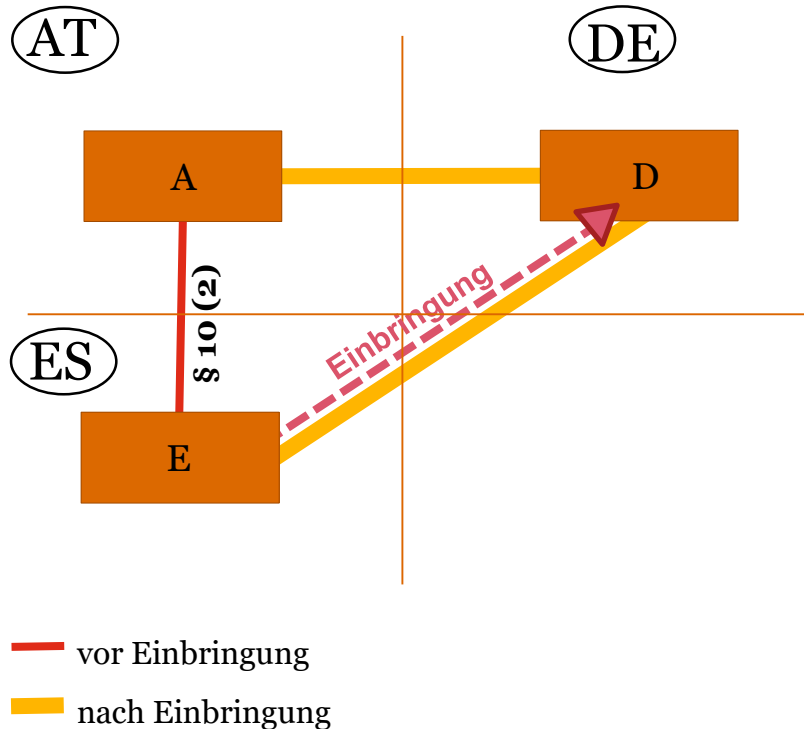 AT
DE
A
D
§ 10 (2)
Einbringung
ES
E
vor Einbringung
nach Einbringung